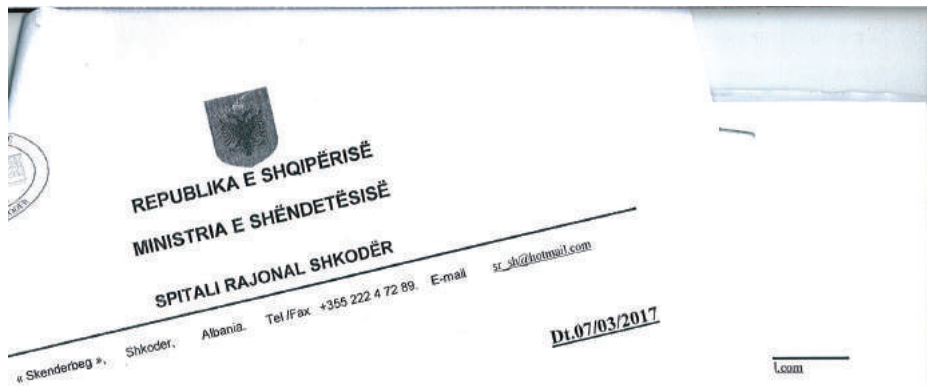 REPUBLIKA E SHQIPËRISË
MINISTRIA E SHËNDETËSISË
SPITALI RAJONAL SHKODËR
« Skenderbeg », Shkoder, Albania. Tel /Fax +355 222 4 72 89. E-mail sr_sh@hotmail.com
Dt.07/03/2017
l.com